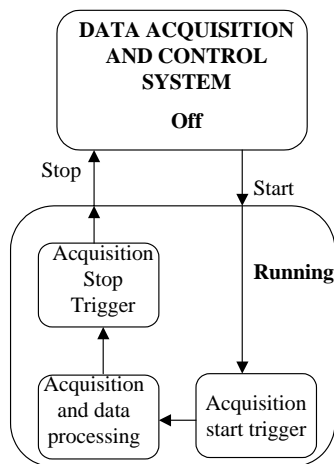 DATA ACQUISITION
AND CONTROL
SYSTEM
Off
Stop
Start
Acquisition
Stop
Trigger
Running
Acquisition
and data
processing
Acquisition
start trigger